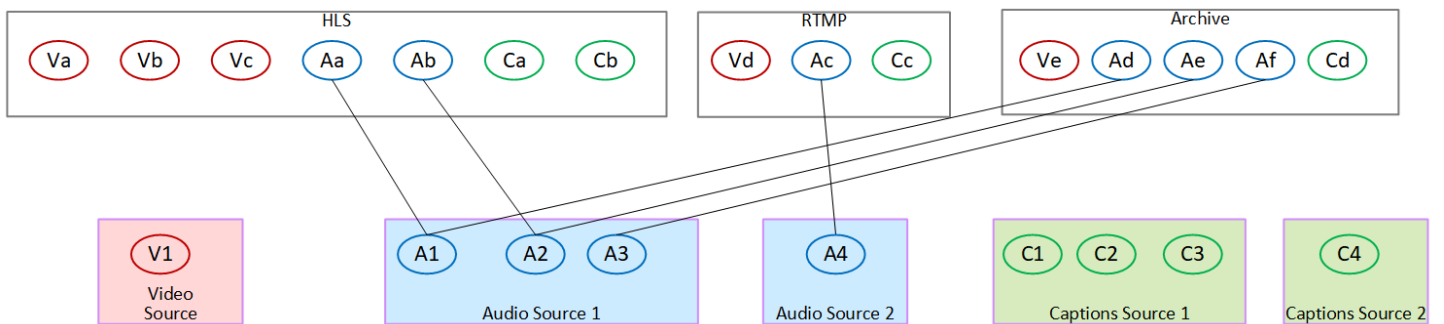 HLS
RTMP
Archive
Va Vb Vc Aa Ab Ca Cb
Vd Ac Cc
Ve Ad Ae Af Cd
V1
Video
Source
A1 A2 A3
Audio Source 1
A4
Audio Source 2
C1 C2 C3
Captions Source 1
C4
Captions Source 2